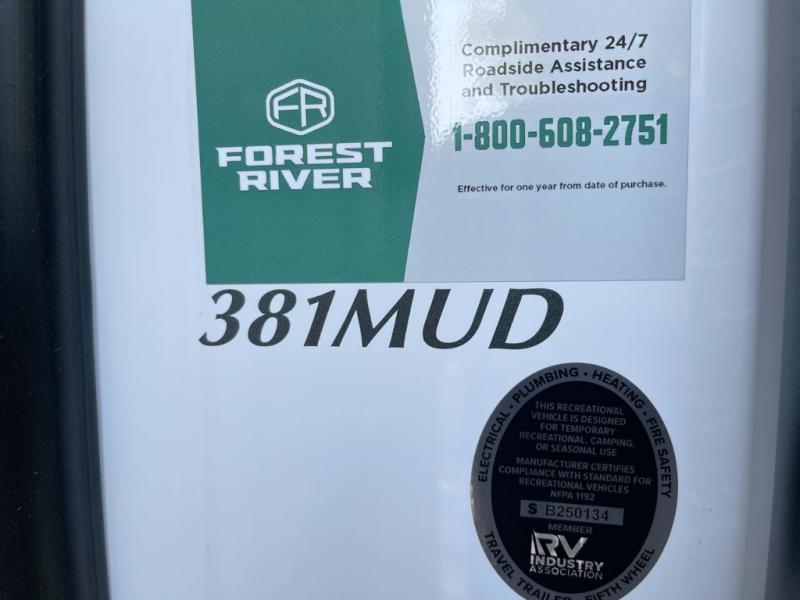 FR
FOREST
RIVER
Complimentary 24/7
Roadside Assistance
and Troubleshooting
1-800-608-2751
Effective for one year from date of purchase.
381MUD
ELECTRICAL • PLUMBING • HEATING • FIRE SAFETY
THIS RECREATIONAL
VEHICLE IS DESIGNED
FOR TEMPORARY
RECREATIONAL, CAMPING,
OR SEASONAL USE
MANUFACTURER CERTIFIES
COMPLIANCE WITH STANDARD FOR
RECREATIONAL VEHICLES
NFPA 1192
S B250134
MEMBER
RV
INDUSTRY
ASSOCIATION
TRAVEL TRAILER • FIFTH WHEEL